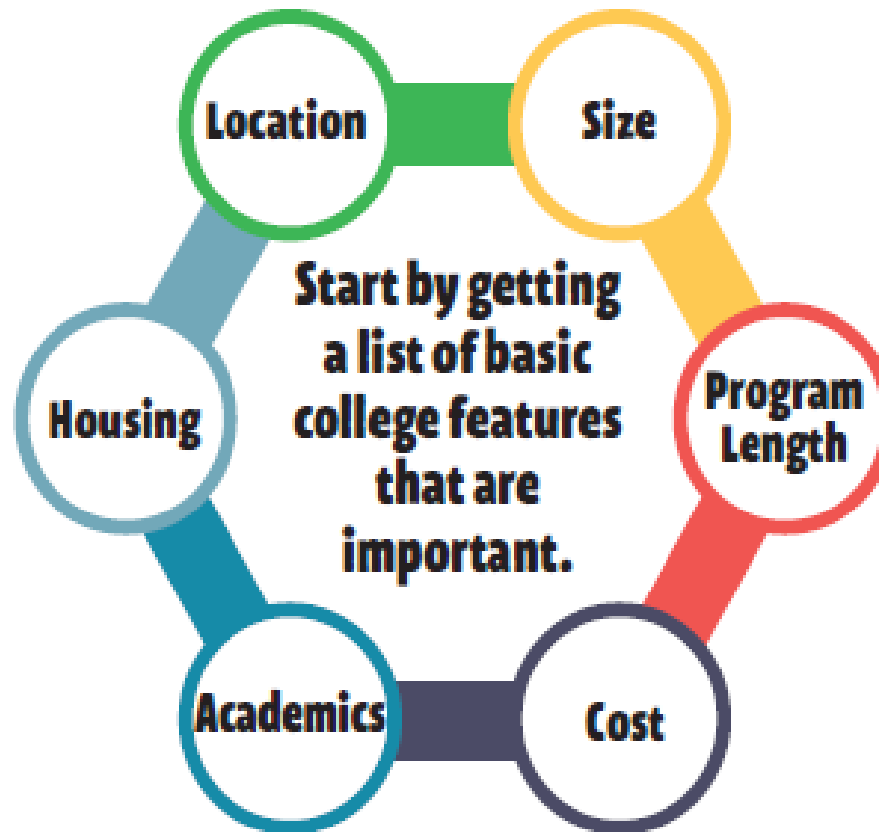 Location
Size
Start by getting
a list of basic
college features
that are
important.
Housing
Program
Length
Academics
Cost